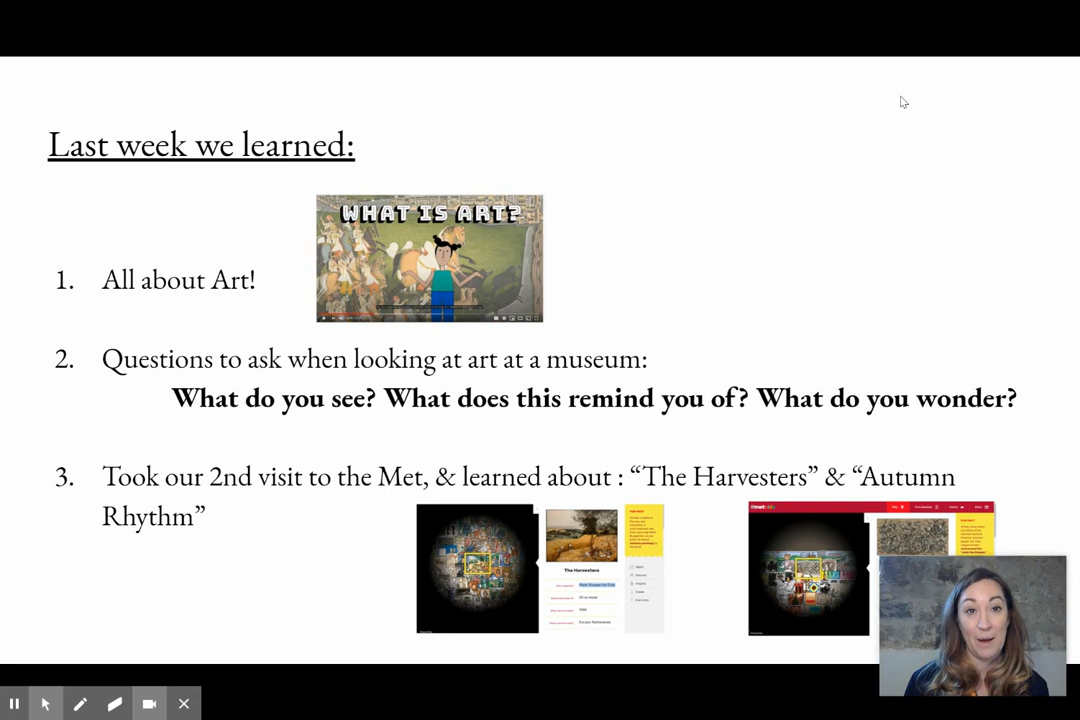 Last week we learned:
WHAT IS ART?
1. All about Art!
2. Questions to ask when looking at art at a museum:
What do you see? What does this remind you of? What do you wonder?
3. Took our 2nd visit to the Met, & learned about : “The Harvesters” & “Autumn
Rhythm”
The Harvesters